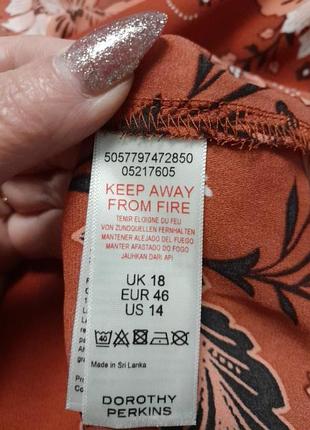 5057797472850
05217605
KEEP AWAY
FROM FIRE
TENIR ELOIGNE DU FEU
VON ZUNDQUELLEN FERNHALTEN
MANTENER ALEJADO DEL FUEGO
MANTER AFASTADO DO FOGO
JAUHKAN DARI API
UK 18
EUR 46
US 14
40
Made in Sri Lanka
DOROTHY
PERKINS